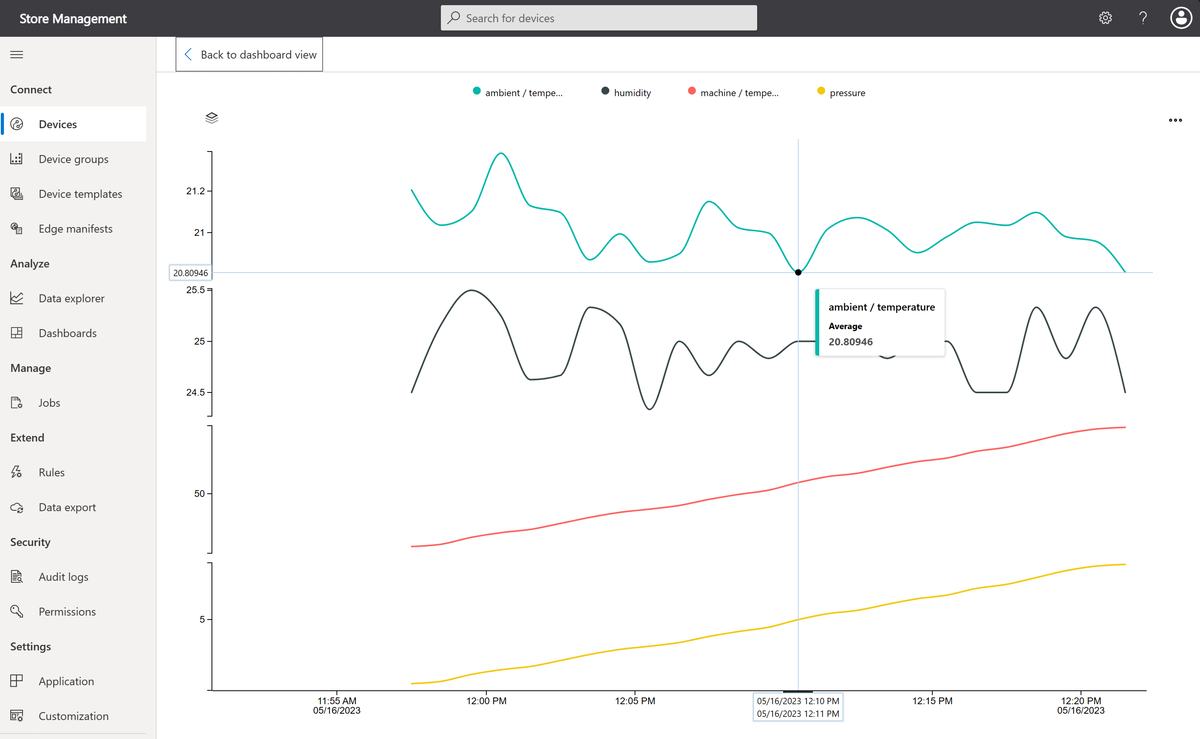 Store Management
Search for devices
?
Back to dashboard view
Connect
Devices
Device groups
Device templates
Edge manifests
Analyze
Data explorer
Dashboards
Manage
Jobs
Extend
Rules
Data export
Security
Audit logs
Permissions
Settings
Application
Customization
ambient / tempe...
humidity
machine / tempe...
pressure
21.2
21
20.80946
25.5
25
24.5
ambient / temperature
Average
20.80946
50
5
11:55 AM
05/16/2023
12:00 PM
12:05 PM
05/16/2023 12:10 PM
05/16/2023 12:11 PM
12:15 PM
12:20 PM
05/16/2023